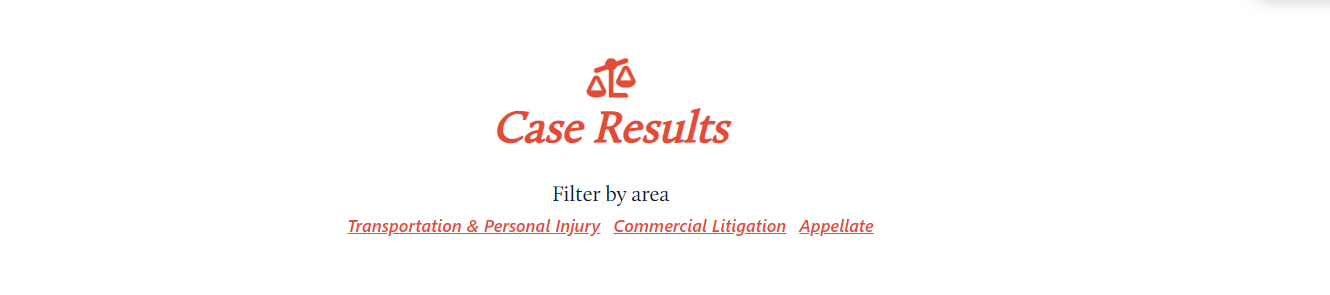 Case Results
Filter by area
Transportation & Personal Injury Commercial Litigation Appellate